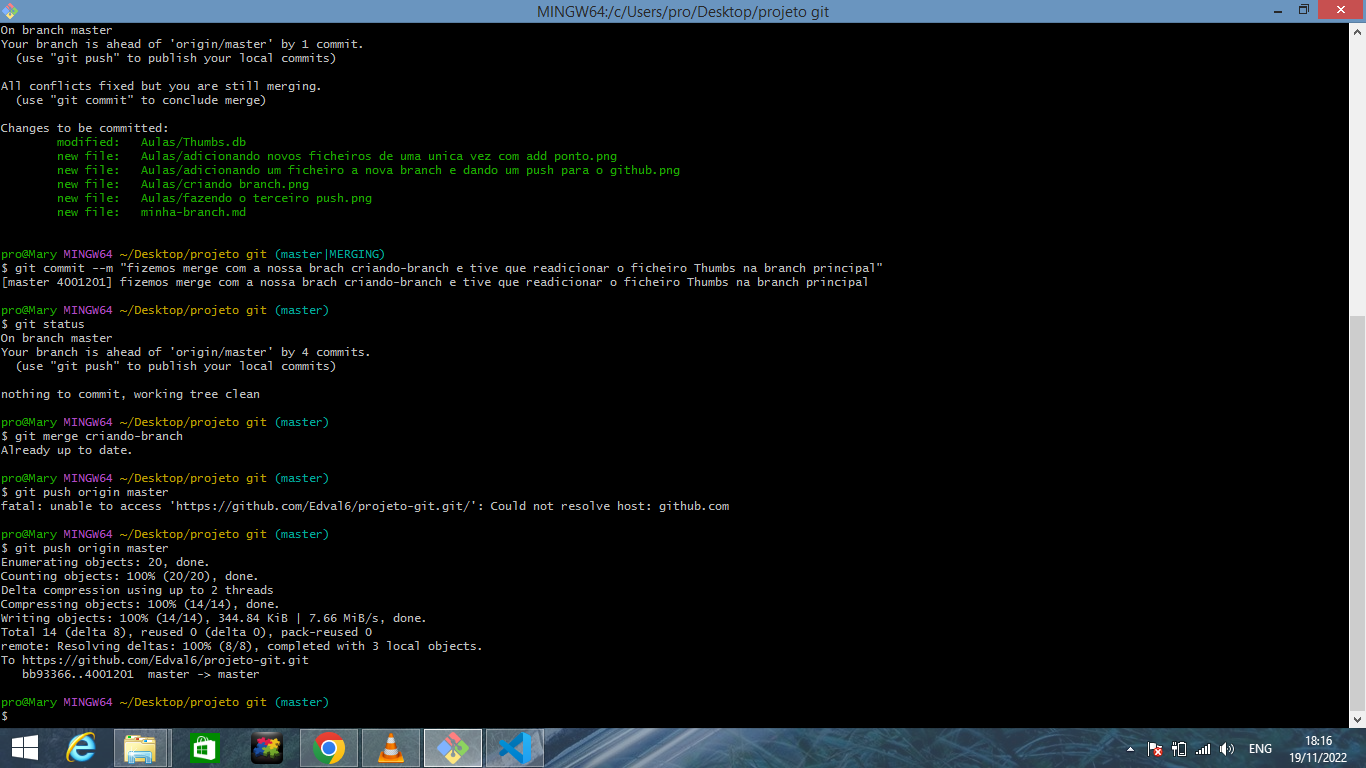 MINGW64:/c/Users/pro/Desktop/projeto git
On branch master
Your branch is ahead of 'origin/master' by 1 commit.
  (use "git push" to publish your local commits)
All conflicts fixed but you are still merging.
  (use "git commit" to conclude merge)
Changes to be committed:
        modified:   Aulas/Thumbs.db
        new file:   Aulas/adicionando novos ficheiros de uma unica vez com add ponto.png
        new file:   Aulas/adicionando um ficheiro a nova branch e dando um push para o github.png
        new file:   Aulas/criando branch.png
        new file:   Aulas/fazendo o terceiro push.png
        new file:   minha-branch.md
pro@Mary MINGW64 ~/Desktop/projeto git (master|MERGING)
$ git commit --m "fizemos merge com a nossa brach criando-branch e tive que readicionar o ficheiro Thumbs na branch principal"
[master 4001201] fizemos merge com a nossa brach criando-branch e tive que readicionar o ficheiro Thumbs na branch principal
pro@Mary MINGW64 ~/Desktop/projeto git (master)
$ git status
On branch master
Your branch is ahead of 'origin/master' by 4 commits.
  (use "git push" to publish your local commits)
nothing to commit, working tree clean
pro@Mary MINGW64 ~/Desktop/projeto git (master)
$ git merge criando-branch
Already up to date.
pro@Mary MINGW64 ~/Desktop/projeto git (master)
$ git push origin master
fatal: unable to access 'https://github.com/Edval6/projeto-git.git/': Could not resolve host: github.com
pro@Mary MINGW64 ~/Desktop/projeto git (master)
$ git push origin master
Enumerating objects: 20, done.
Counting objects: 100% (20/20), done.
Delta compression using up to 2 threads
Compressing objects: 100% (14/14), done.
Writing objects: 100% (14/14), 344.84 KiB | 7.66 MiB/s, done.
Total 14 (delta 8), reused 0 (delta 0), pack-reused 0
remote: Resolving deltas: 100% (8/8), completed with 3 local objects.
To https://github.com/Edval6/projeto-git.git
   bb93366..4001201  master -> master
pro@Mary MINGW64 ~/Desktop/projeto git (master)
$
ENG
18:16
19/11/2022